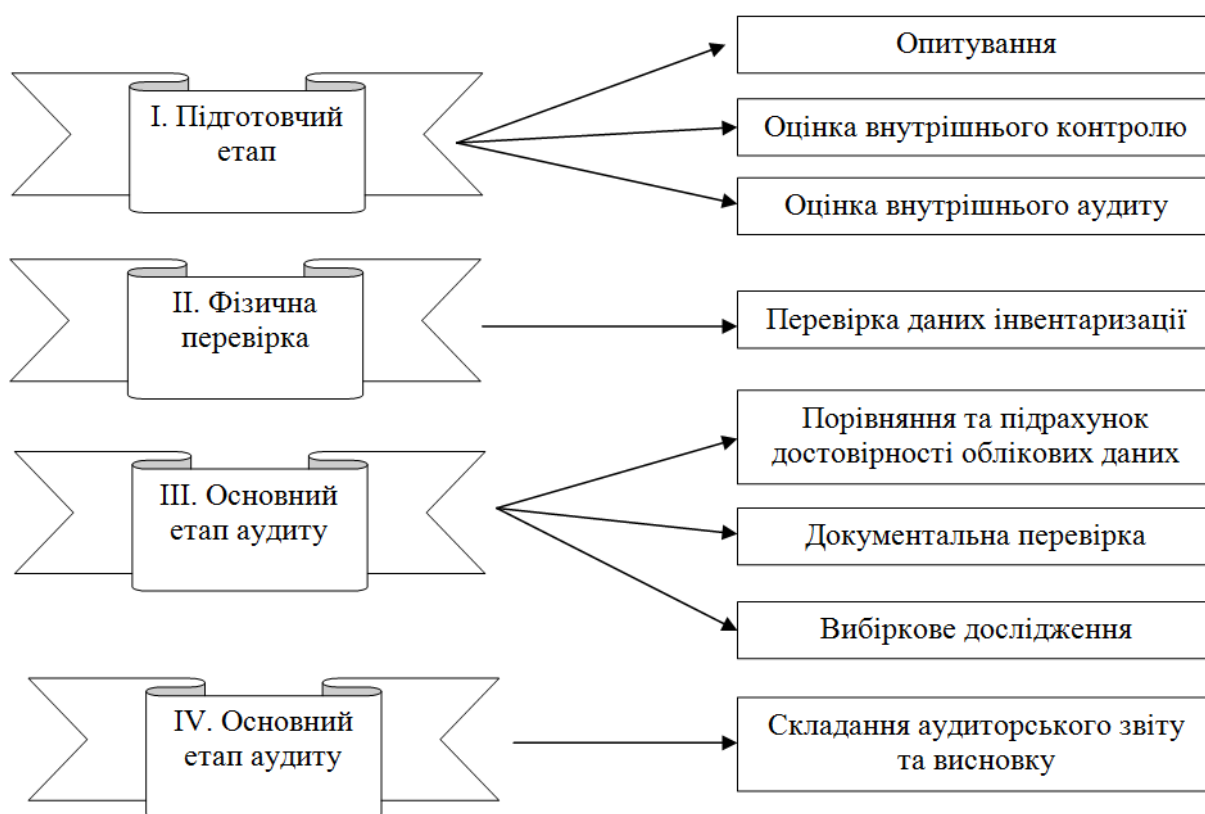 І. Підготовчий
етап
Опитування
Оцінка внутрішнього контролю
Оцінка внутрішнього аудиту
ІІ. Фізична
перевірка
Перевірка даних інвентаризації
ІІІ. Основний
етап аудиту
Порівняння та підрахунок
достовірності облікових даних
Документальна перевірка
Вибіркове дослідження
IV. Основний
етап аудиту
Складання аудиторського звіту
та висновку